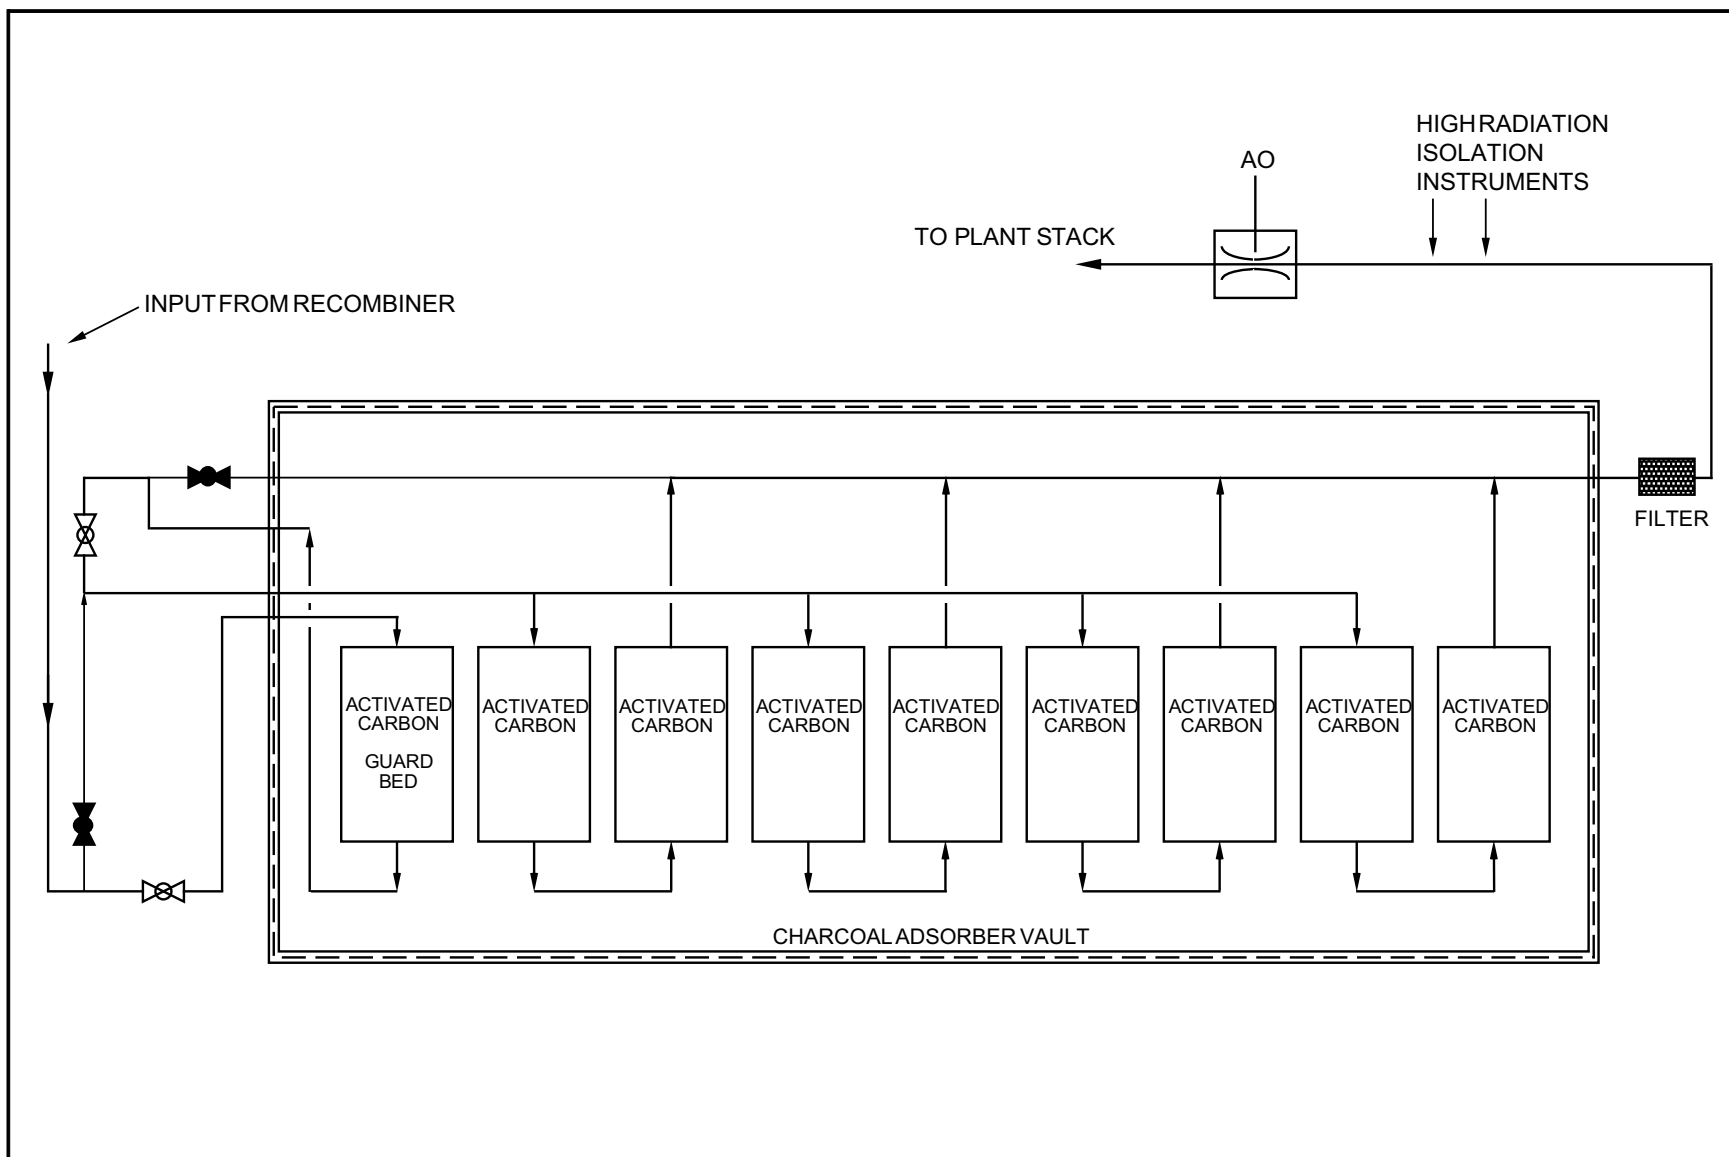 HIGH RADIATION
ISOLATION
INSTRUMENTS
AO
TO PLANT STACK
INPUT FROM RECOMBINER
FILTER
ACTIVATED
CARBON
GUARD
BED
ACTIVATED
CARBON
ACTIVATED
CARBON
ACTIVATED
CARBON
ACTIVATED
CARBON
ACTIVATED
CARBON
ACTIVATED
CARBON
ACTIVATED
CARBON
ACTIVATED
CARBON
CHARCOAL ADSORBER VAULT